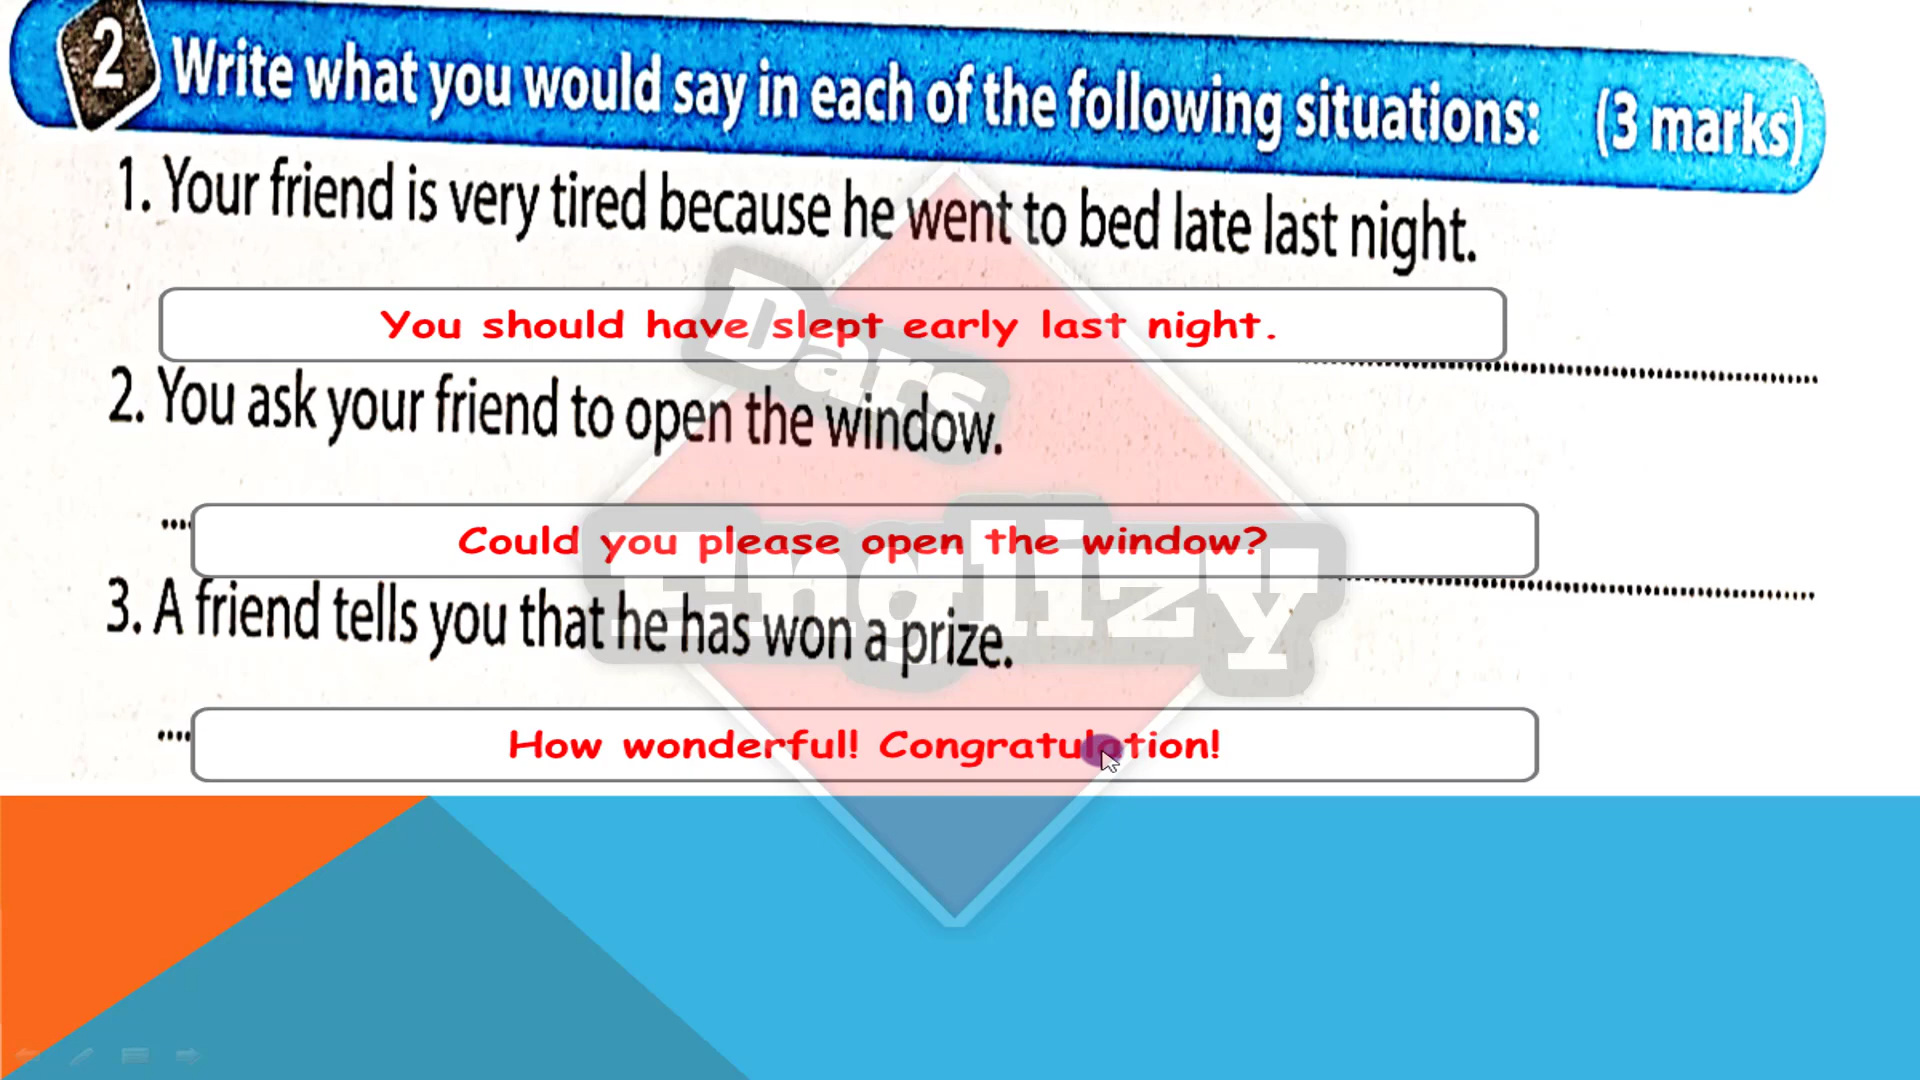 2 Write what you would say in each of the following situations: (3 marks)
1. Your friend is very tired because he went to bed late last night.
You should have slept early last night.
Dars
2. You ask your friend to open the window.
Could you please open the window?
Englizy
3. A friend tells you that he has won a prize.
How wonderful! Congratulation!